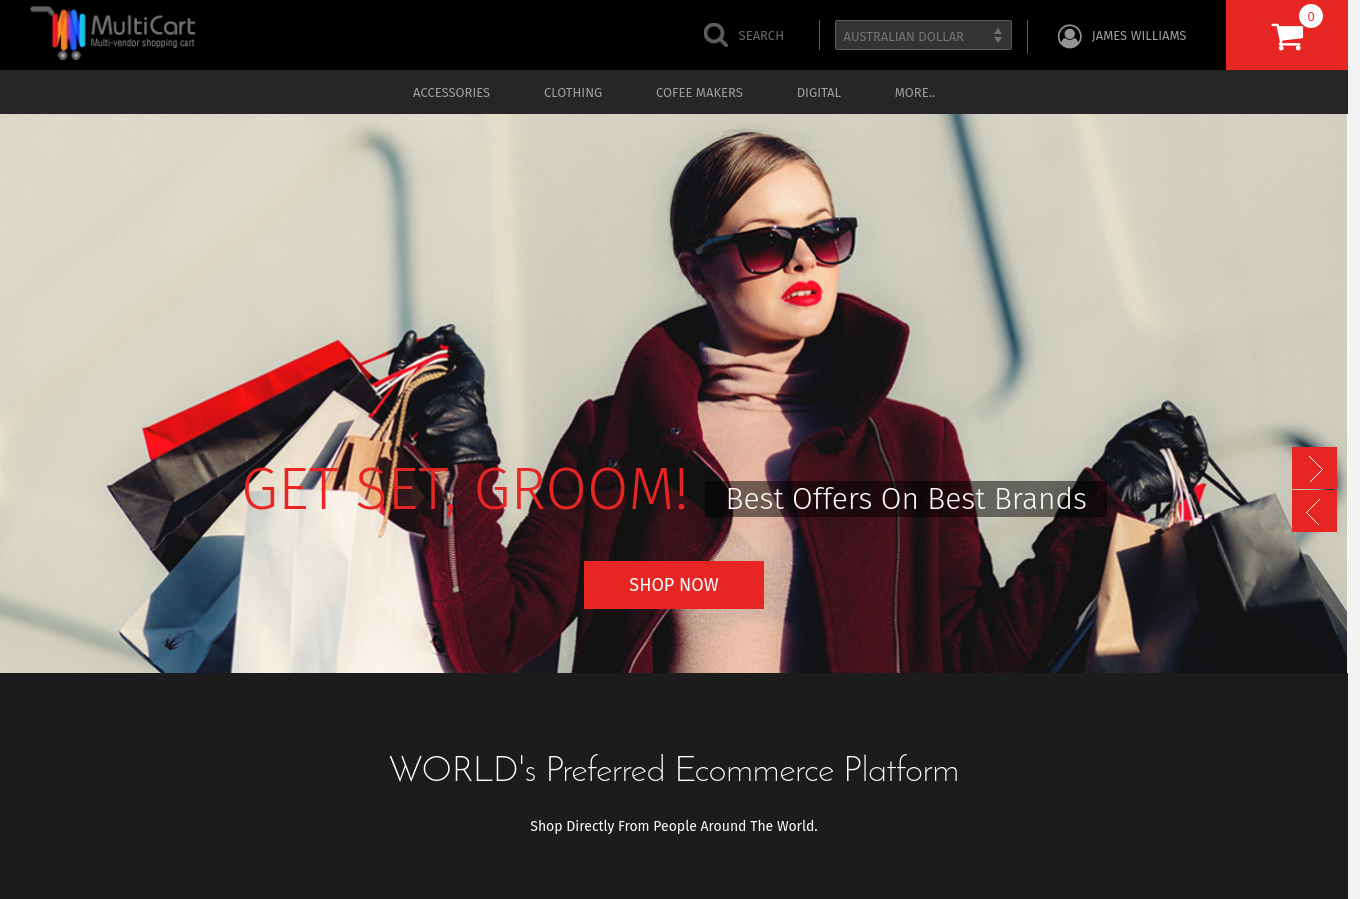 MultiCart
Multi-vendor shopping cart
SEARCH
AUSTRALIAN DOLLAR
JAMES WILLIAMS
0
ACCESSORIES
CLOTHING
COFEE MAKERS
DIGITAL
MORE..
GET SET, GROOM!
Best Offers On Best Brands
SHOP NOW
WORLD's Preferred Ecommerce Platform
Shop Directly From People Around The World.